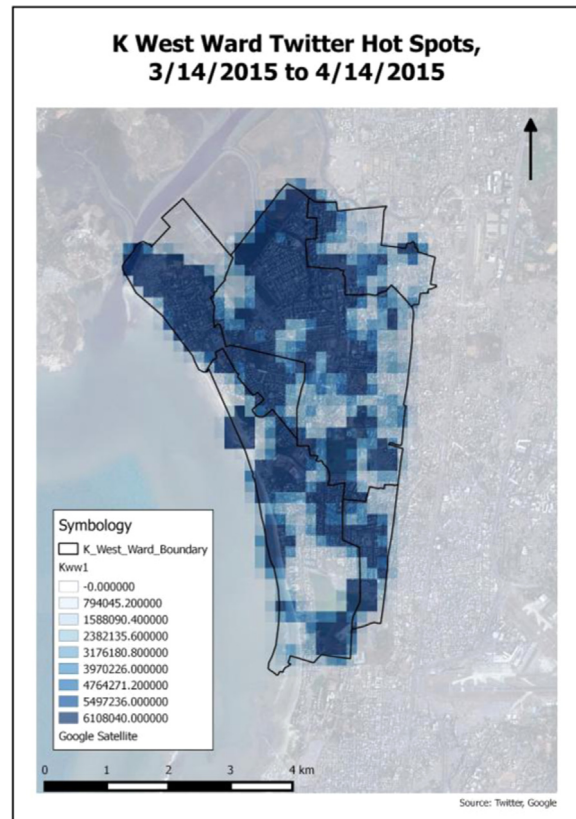 K West Ward Twitter Hot Spots,
3/14/2015 to 4/14/2015
Symbology
K_West_Ward_Boundary
Kww1
-0.000000
794045.200000
1588090.400000
2382135.600000
3176180.800000
3970226.000000
4764271.200000
5497236.000000
6108040.000000
Google Satellite
0 1 2 3 4 km
Source: Twitter, Google